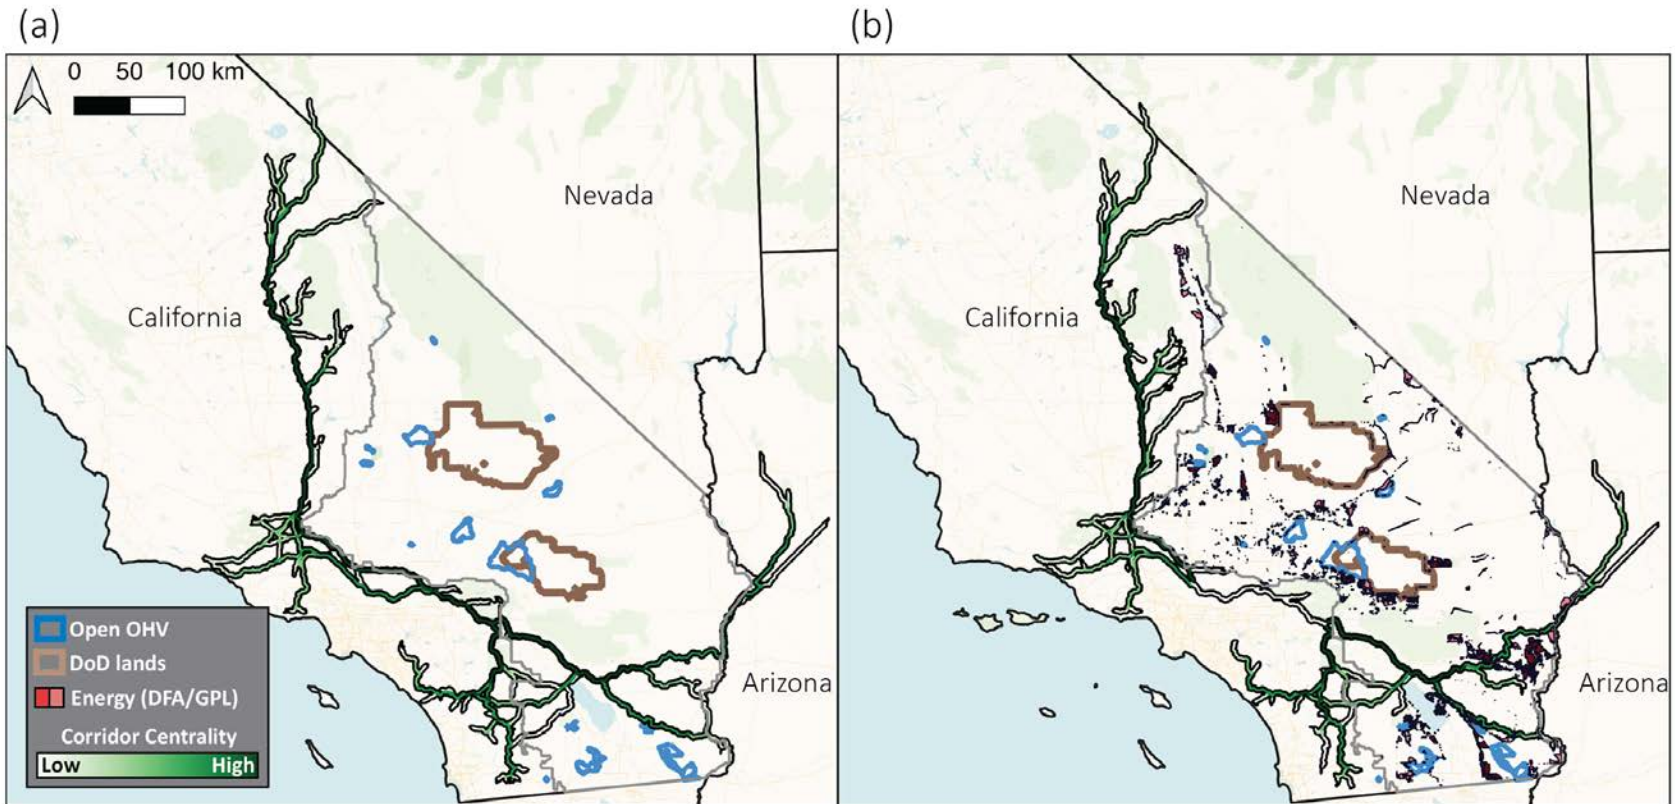 (a)
(b)
0 50 100 km
Nevada
California
Arizona
Open OHV
DoD lands
Energy (DFA/GPL)
Corridor Centrality
Low High
Nevada
California
Arizona